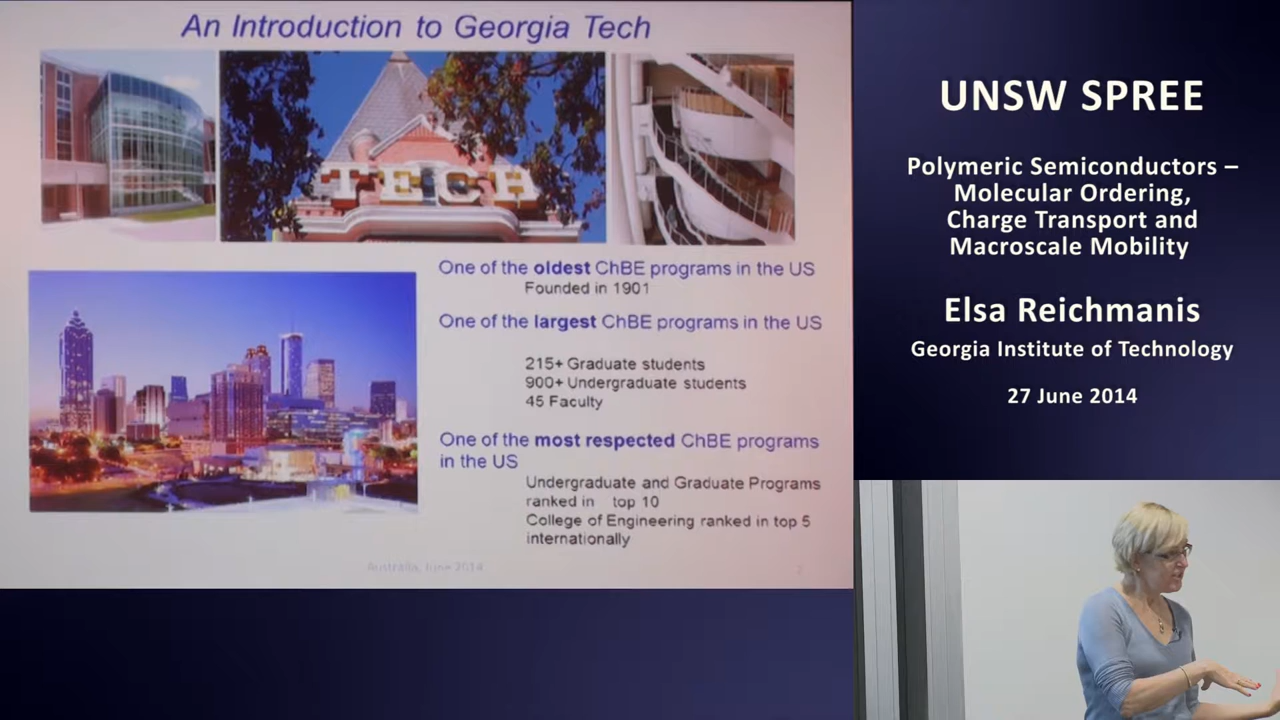 An Introduction to Georgia Tech
TECH
One of the oldest ChBE programs in the US
Founded in 1901
One of the largest ChBE programs in the US
215+ Graduate students
900+ Undergraduate students
45 Faculty
One of the most respected ChBE programs
in the US
Undergraduate and Graduate Programs
ranked in top 10
College of Engineering ranked in top 5
internationally
Australia, June 2014
2
UNSW SPREE
Polymeric Semiconductors –
Molecular Ordering,
Charge Transport and
Macroscale Mobility
Elsa Reichmanis
Georgia Institute of Technology
27 June 2014